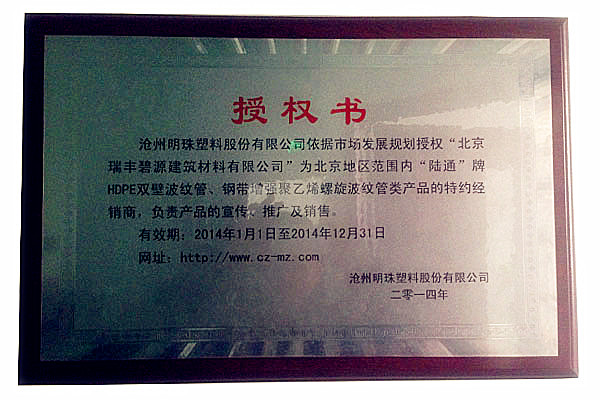 授权书
沧州明珠塑料股份有限公司依据市场发展规划授权“北京
瑞丰碧源建筑材料有限公司”为北京地区范围内“陆通”牌
HDPE双壁波纹管、钢带增强聚乙烯螺旋波纹管类产品的特约经
销商，负责产品的宣传、推广及销售。
有效期：2014年1月1日至2014年12月31日
网址：http://www.cz-mz.com
沧州明珠塑料股份有限公司
二零一四年